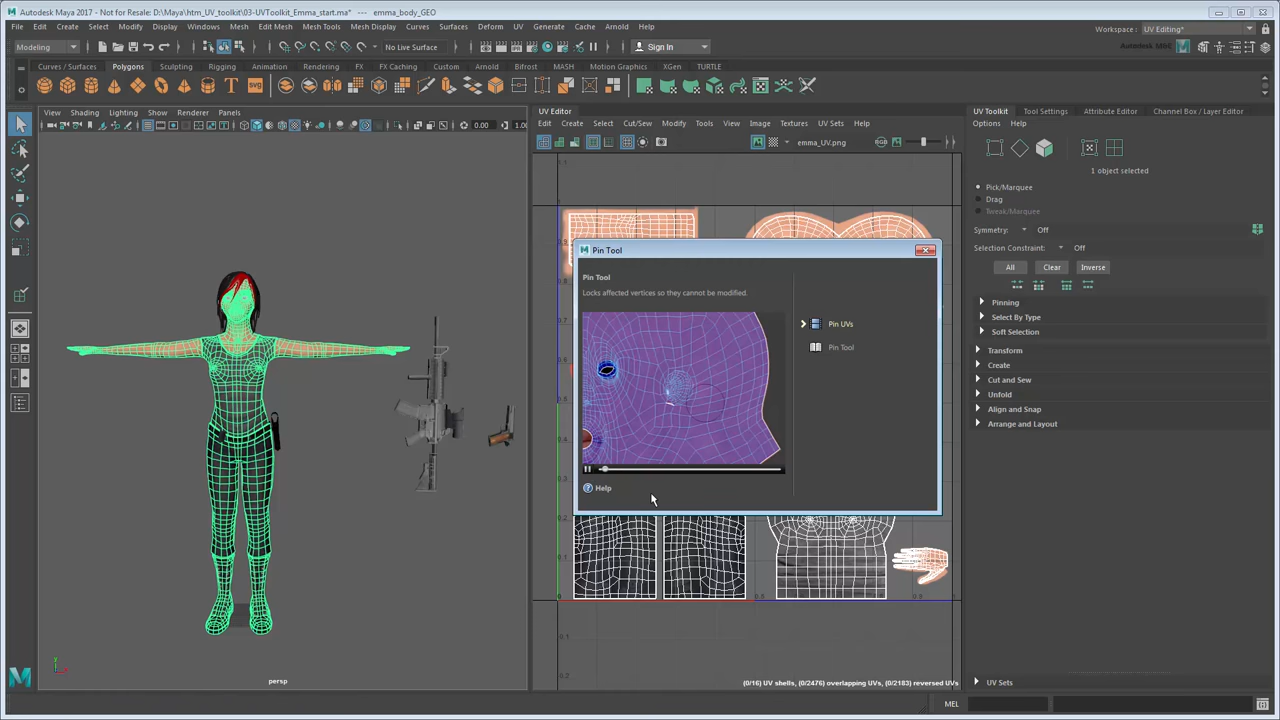 Autodesk Maya 2017 - Not for Resale: D:\Maya\htm_UV_toolkit\03-UVToolkit_Emma_start.ma* --- emma_body_GEO
File Edit Create Select Modify Display Windows Mesh Edit Mesh Mesh Tools Mesh Display Curves Surfaces Deform UV Generate Cache Arnold Help
Workspace : UV Editing*
Modeling
No Live Surface
Sign In
Autodesk MBE
Curves / Surfaces Polygons Sculpting Rigging Animation Rendering FX FX Caching Custom Arnold Bifrost MASH Motion Graphics XGen TURTLE
View Shading Lighting Show Renderer Panels
0.00 1.00
UV Editor
Edit Create Select Cut/Sew Modify Tools View Image Textures UV Sets Help
emma_UV.png
UV Toolkit Tool Settings Attribute Editor Channel Box / Layer Editor
Options Help
1 object selected
Pick/Marquee
Drag
Tweak/Marquee
Symmetry: Off
Selection Constraint: Off
All Clear Inverse
Pinning
Select By Type
Soft Selection
Transform
Create
Cut and Sew
Unfold
Align and Snap
Arrange and Layout
Pin Tool
Pin Tool
Locks affected vertices so they cannot be modified.
Pin UVs
Pin Tool
Help
persp
(0/16) UV shells, (0/2476) overlapping UVs, (0/2183) reversed UVs
UV Sets
MEL